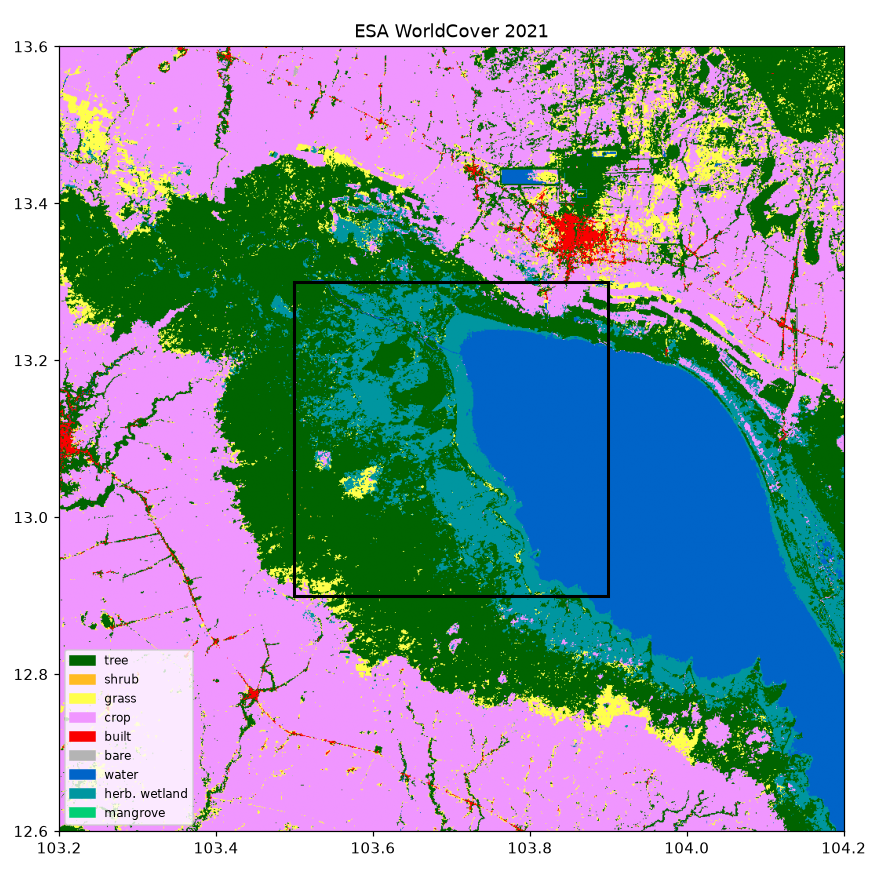 ESA WorldCover 2021
13.6
13.4
13.2
13.0
12.8
12.6
tree
shrub
grass
crop
built
bare
water
herb. wetland
mangrove
103.2 103.4 103.6 103.8 104.0 104.2